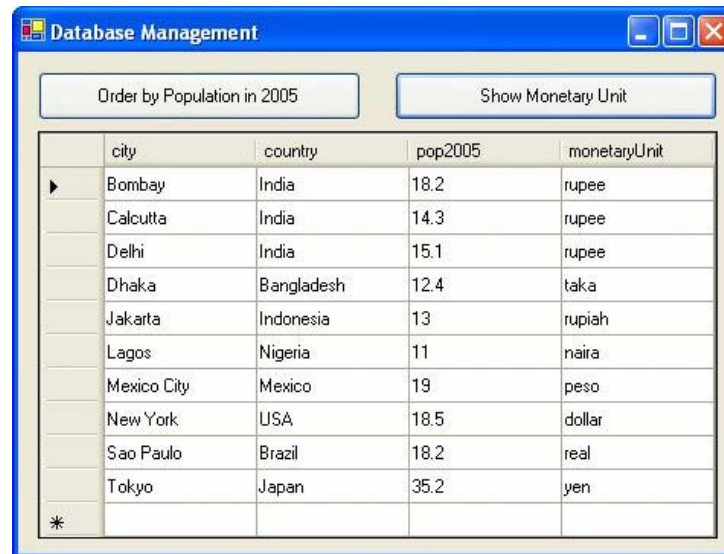 Database Management
Order by Population in 2005 Show Monetary Unit
city country pop2005 monetaryUnit
Bombay India 18.2 rupee
Calcutta India 14.3 rupee
Delhi India 15.1 rupee
Dhaka Bangladesh 12.4 taka
Jakarta Indonesia 13 rupiah
Lagos Nigeria 11 naira
Mexico City Mexico 19 peso
New York USA 18.5 dollar
Sao Paulo Brazil 18.2 real
Tokyo Japan 35.2 yen